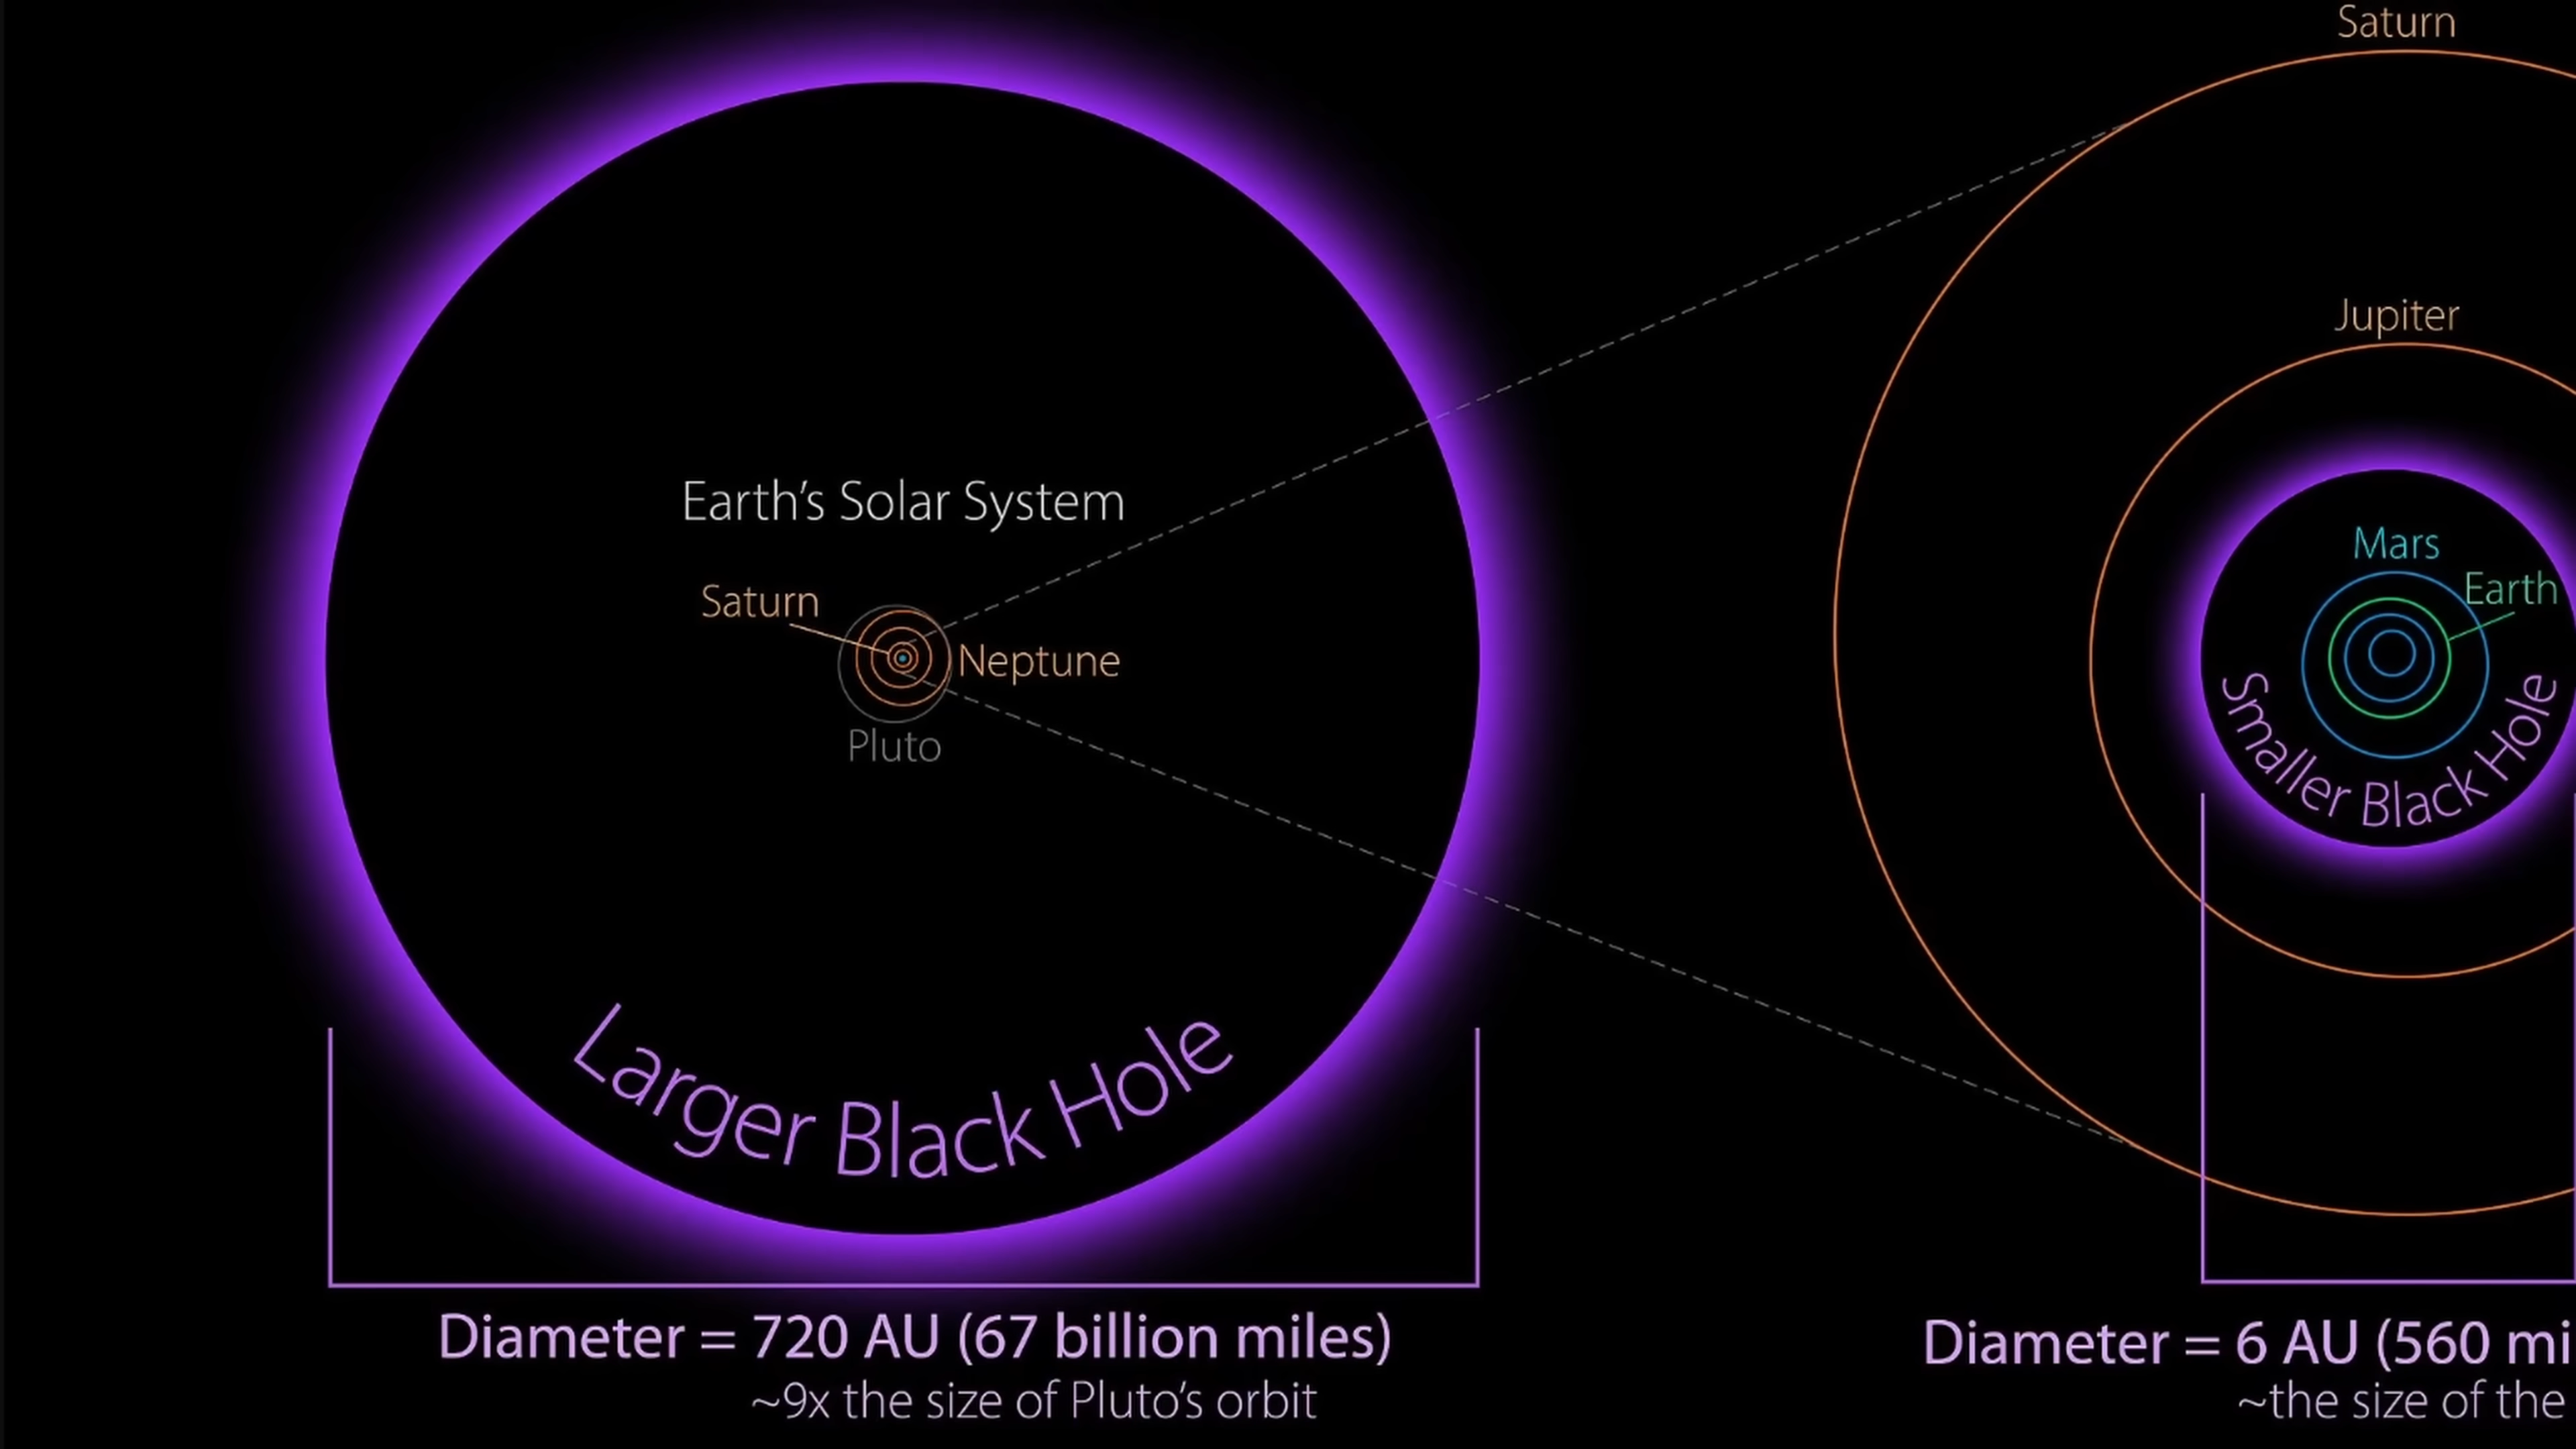 Earth’s Solar System
Saturn
Neptune
Pluto
Larger Black Hole
Diameter = 720 AU (67 billion miles)
~9x the size of Pluto’s orbit
Saturn
Jupiter
Mars
Earth
Smaller Black Hole
Diameter = 6 AU (560 mi
~the size of the